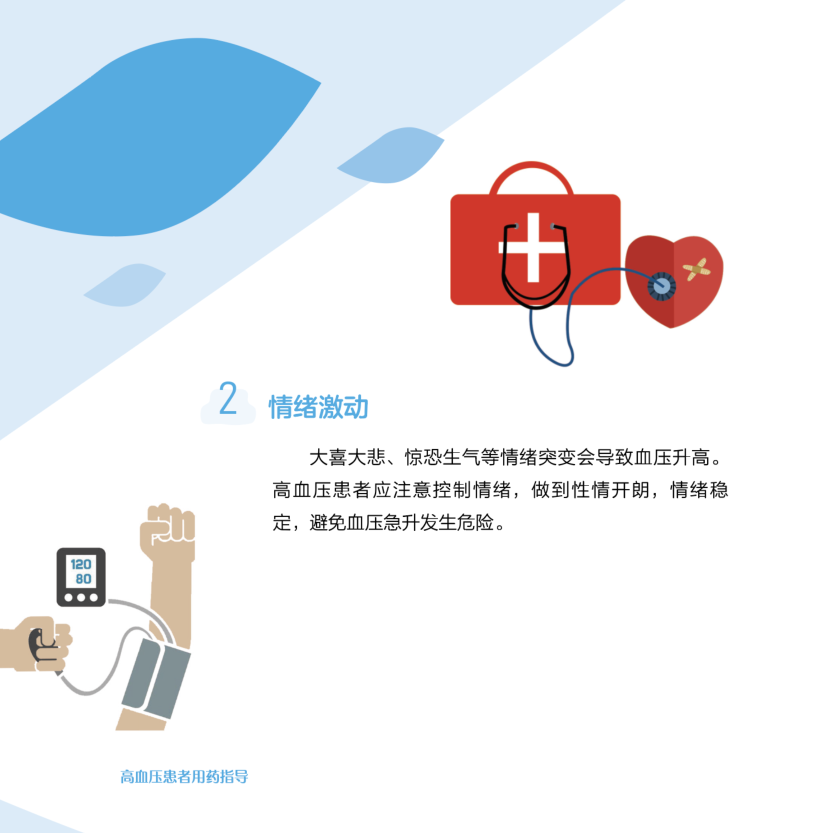 2 情绪激动
大喜大悲、惊恐生气等情绪突变会导致血压升高。
高血压患者应注意控制情绪，做到性情开朗，情绪稳
定，避免血压急升发生危险。
120
80
高血压患者用药指导